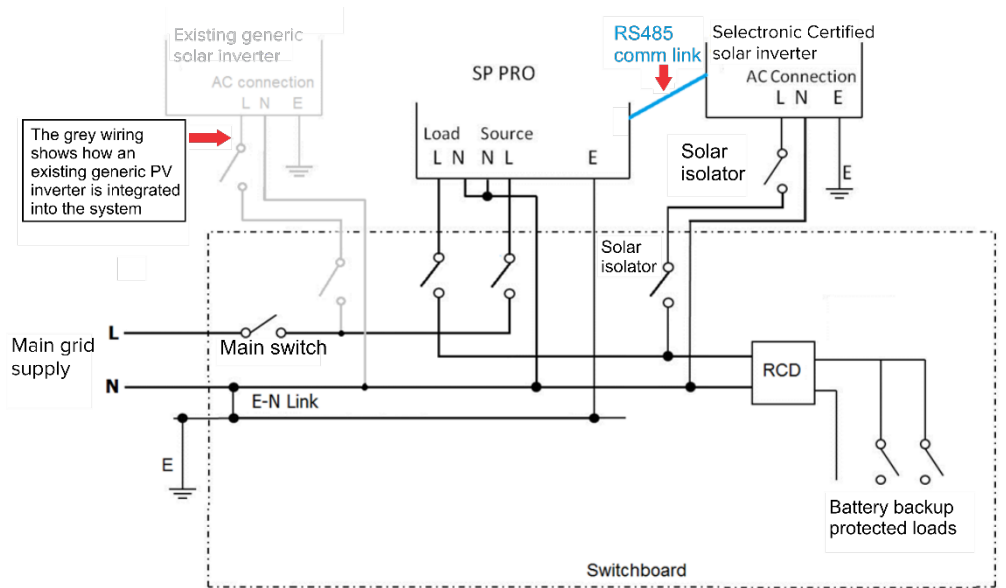 Existing generic
solar inverter
AC connection
L N E
The grey wiring
shows how an
existing generic PV
inverter is integrated
into the system
SP PRO
Load Source
L N N L E
RS485
comm link
Selectronic Certified
solar inverter
AC Connection
L N E
Solar
isolator
E
Solar
isolator
Main grid
supply
L
Main switch
N
E-N Link
E
RCD
Battery backup
protected loads
Switchboard